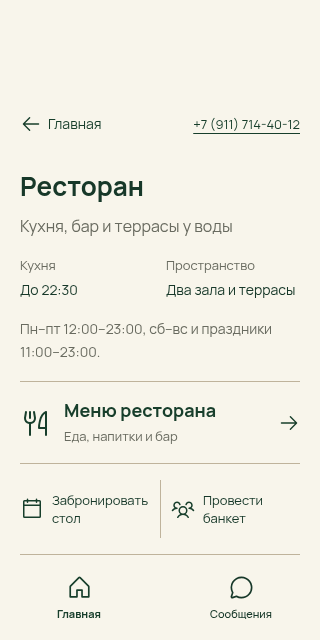 Главная
+7 (911) 714-40-12
Ресторан
Кухня, бар и террасы у воды
Кухня
Пространство
До 22:30
Два зала и террасы
Пн–пт 12:00–23:00, сб–вс и праздники
11:00–23:00.
Меню ресторана
Еда, напитки и бар
Забронировать
стол
Провести
банкет
Главная
Сообщения